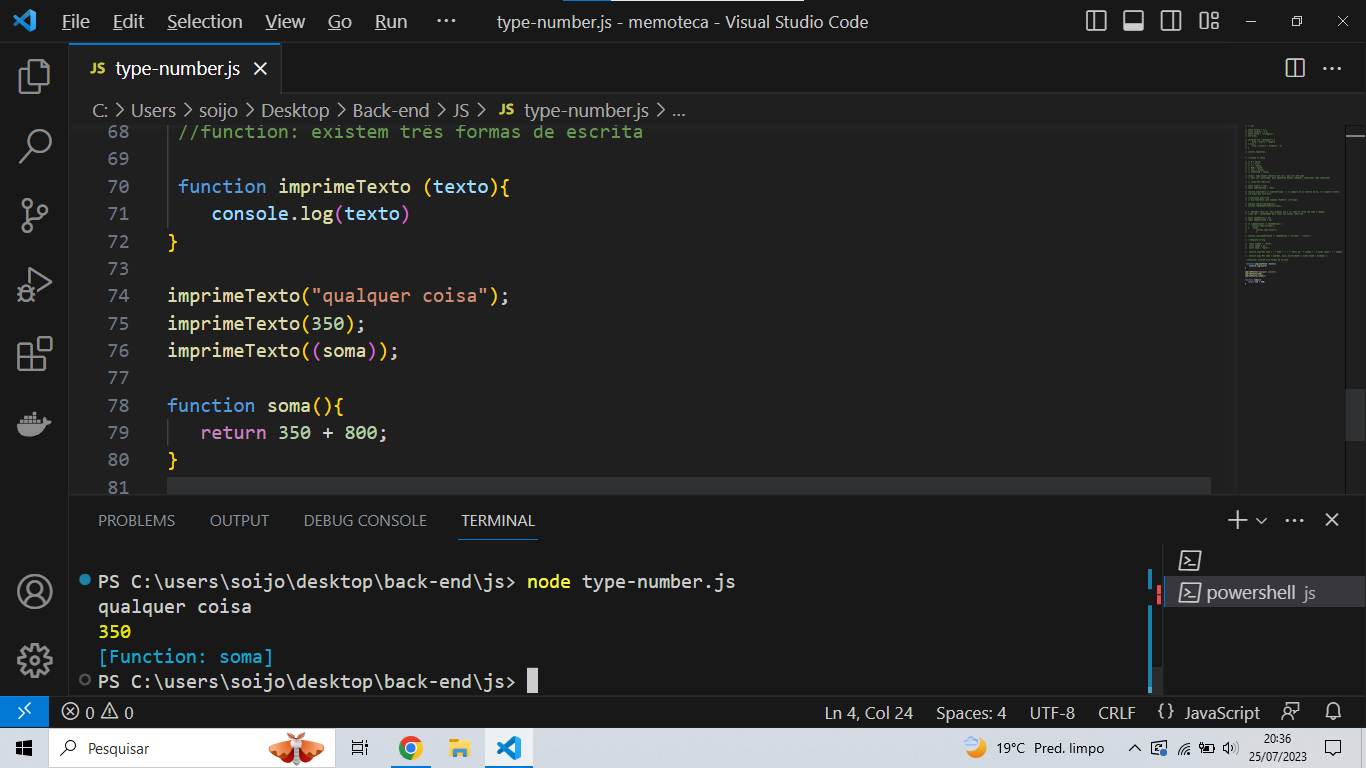 File Edit Selection View Go Run ··· type-number.js - memoteca - Visual Studio Code
JS type-number.js
C: > Users > soijo > Desktop > Back-end > JS > JS type-number.js > ...
68 //function: existem três formas de escrita
69
70 function imprimeTexto (texto){
71 console.log(texto)
72 }
73
74 imprimeTexto("qualquer coisa");
75 imprimeTexto(350);
76 imprimeTexto((soma));
77
78 function soma(){
79 return 350 + 800;
80 }
81
PROBLEMS OUTPUT DEBUG CONSOLE TERMINAL
PS C:\users\soijo\desktop\back-end\js> node type-number.js
qualquer coisa
350
[Function: soma]
PS C:\users\soijo\desktop\back-end\js>
powershell js
0 0 Ln 4, Col 24 Spaces: 4 UTF-8 CRLF {} JavaScript
Pesquisar
19°C Pred. limpo
20:36
25/07/2023